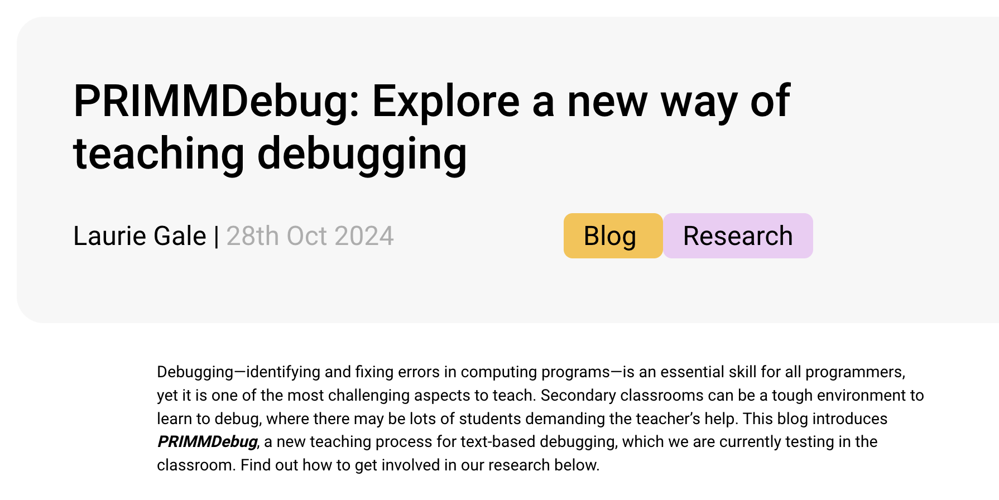 PRIMMDebug: Explore a new way of
teaching debugging
Laurie Gale | 28th Oct 2024
Blog
Research
Debugging—identifying and fixing errors in computing programs—is an essential skill for all programmers,
yet it is one of the most challenging aspects to teach. Secondary classrooms can be a tough environment to
learn to debug, where there may be lots of students demanding the teacher’s help. This blog introduces
PRIMMDebug, a new teaching process for text-based debugging, which we are currently testing in the
classroom. Find out how to get involved in our research below.